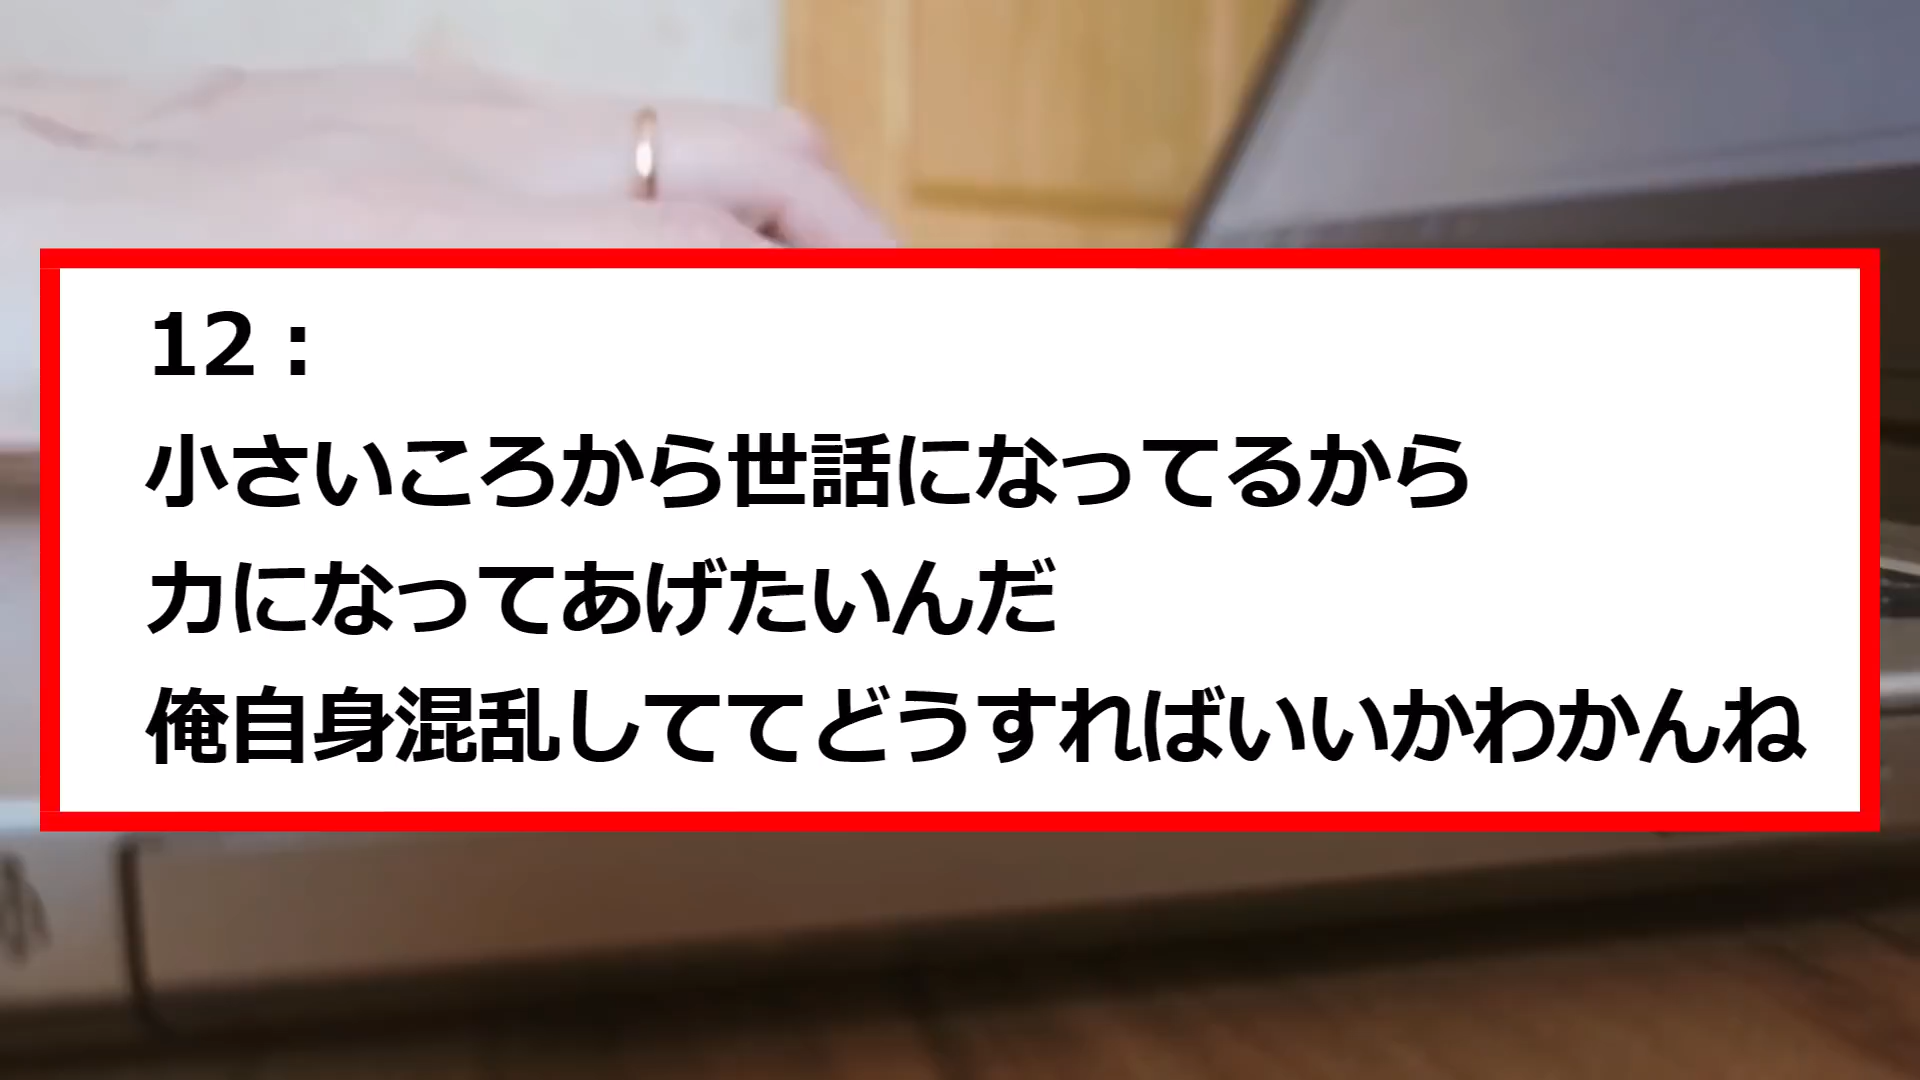 12：
小さいころから世話になってるから
力になってあげたいんだ
俺自身混乱しててどうすればいいかわかんね